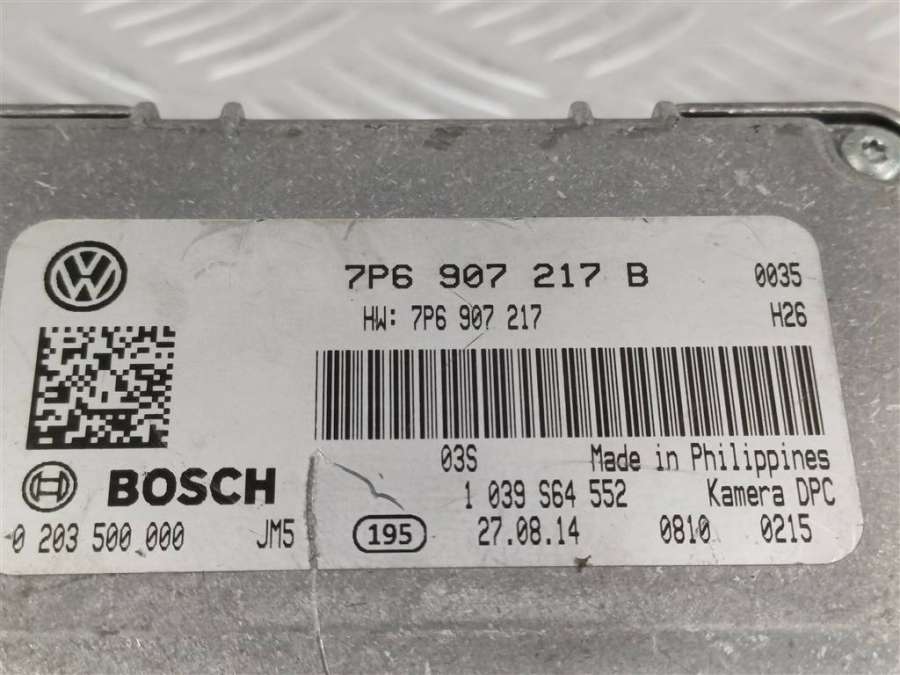 7P6 907 217 B 0035
HW: 7P6 907 217 H26
03S Made in Philippines
BOSCH 1 039 S64 552 Kamera DPC
0 203 500 000 JM5 195 27.08.14 0810 0215